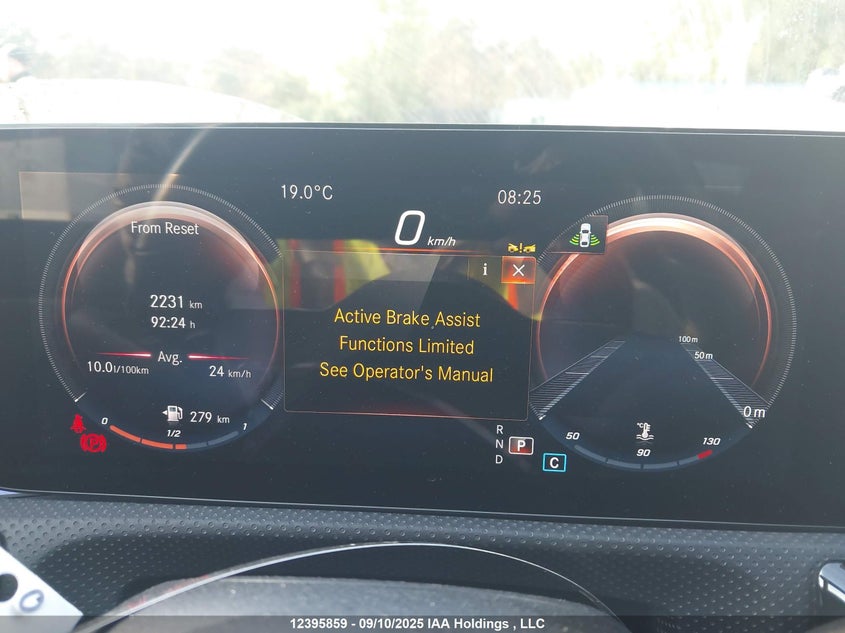 19.0°C
08:25
From Reset
0 km/h
2231 km
92:24 h
Avg.
10.0 l/100km
24 km/h
279 km
0 1/2 1
i
Active Brake Assist
Functions Limited
See Operator's Manual
100 m
50 m
0 m
R
N P
D
C
°C/°F
50 90 130
12395859 - 09/10/2025 IAA Holdings , LLC